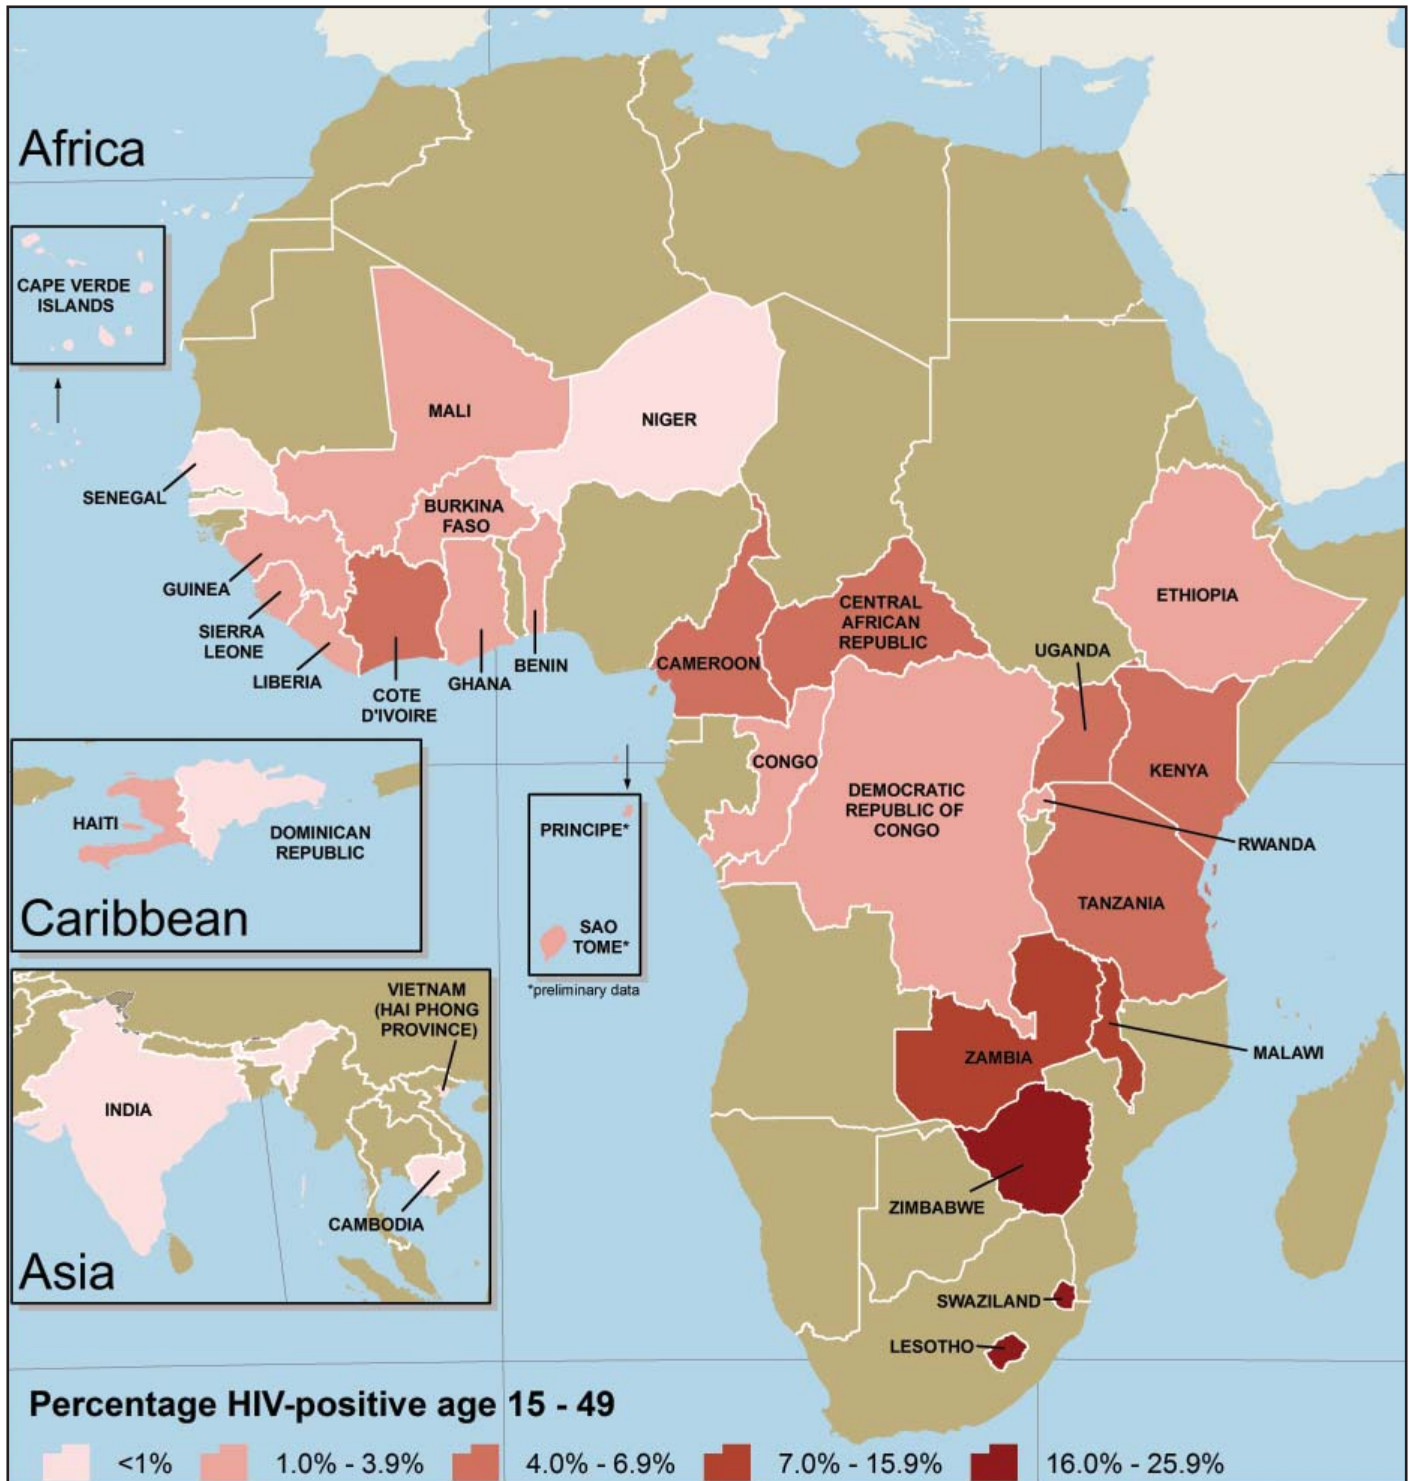 Africa
CAPE VERDE
ISLANDS
MALI
NIGER
SENEGAL
BURKINA
FASO
GUINEA
SIERRA
LEONE
LIBERIA
COTE
D'IVOIRE
GHANA
BENIN
CAMEROON
CENTRAL
AFRICAN
REPUBLIC
UGANDA
ETHIOPIA
KENYA
CONGO
DEMOCRATIC
REPUBLIC OF
CONGO
RWANDA
TANZANIA
HAITI
DOMINICAN
REPUBLIC
Caribbean
PRINCIPE*
SAO
TOME*
*preliminary data
VIETNAM
(HAI PHONG
PROVINCE)
INDIA
CAMBODIA
Asia
ZAMBIA
MALAWI
ZIMBABWE
SWAZILAND
LESOTHO
Percentage HIV-positive age 15 - 49
<1% 1.0% - 3.9% 4.0% - 6.9% 7.0% - 15.9% 16.0% - 25.9%